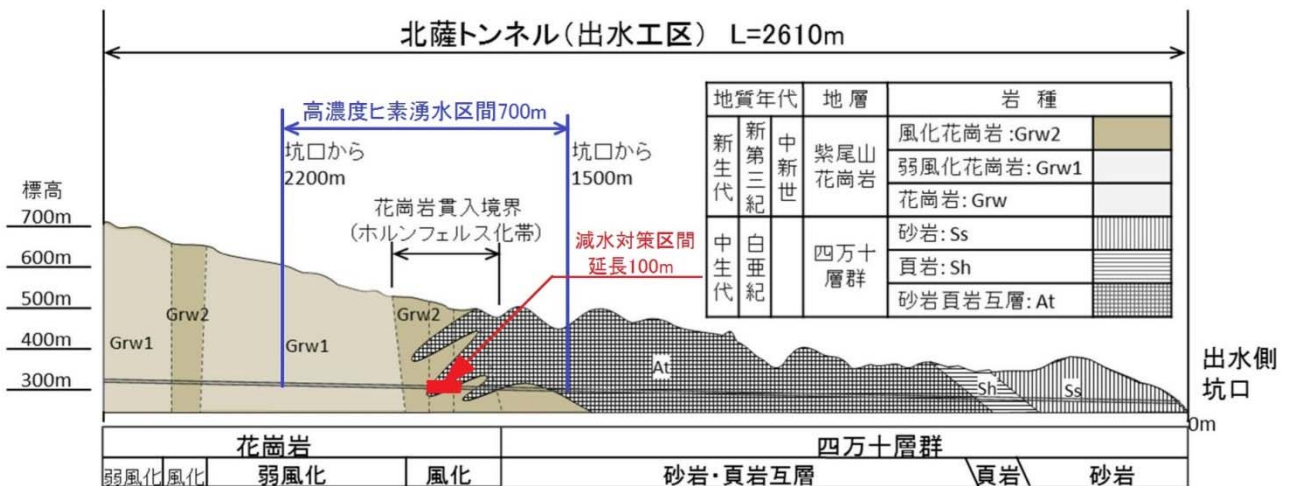 北薩トンネル（出水工区） L=2610m
高濃度ヒ素湧水区間700m
坑口から
2200m
坑口から
1500m
花崗岩貫入境界
（ホルンフェルス化帯）
減水対策区間
延長100m
地質年代 地層 岩種
新生代 新第三紀 中新世 紫尾山花崗岩
風化花崗岩:Grw2
弱風化花崗岩:Grw1
花崗岩:Grw
中生代 白亜紀 四万十層群
砂岩:Ss
頁岩:Sh
砂岩頁岩互層:At
標高
700m
600m
500m
400m
300m
Grw1
Grw2
Grw1
Grw2
At
Sh
Ss
出水側
坑口
0m
花崗岩 四万十層群
弱風化 風化 弱風化 風化 砂岩・頁岩互層 頁岩 砂岩